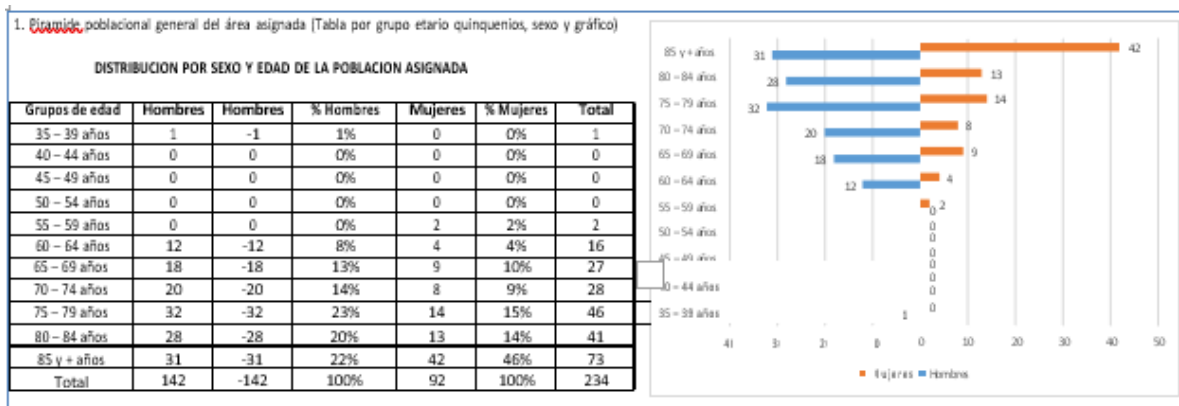 1. Piramide poblacional general del área asignada (Tabla por grupo etario quinquenios, sexo y gráfico)
DISTRIBUCION POR SEXO Y EDAD DE LA POBLACION ASIGNADA
Grupos de edad Hombres Hombres % Hombres Mujeres % Mujeres Total
35 – 39 años 1 -1 1% 0 0% 1
40 – 44 años 0 0 0% 0 0% 0
45 – 49 años 0 0 0% 0 0% 0
50 – 54 años 0 0 0% 0 0% 0
55 – 59 años 0 0 0% 2 2% 2
60 – 64 años 12 -12 8% 4 4% 16
65 – 69 años 18 -18 13% 9 10% 27
70 – 74 años 20 -20 14% 8 9% 28
75 – 79 años 32 -32 23% 14 15% 46
80 – 84 años 28 -28 20% 13 14% 41
85 y + años 31 -31 22% 42 46% 73
Total 142 -142 100% 92 100% 234
85 y + años 31 42
80 – 84 años 28 13
75 – 79 años 32 14
70 – 74 años 20 8
65 – 69 años 18 9
60 – 64 años 12 4
55 – 59 años 2
0
50 – 54 años 0
0
45 – 49 años 0
0
0 – 44 años 0
0
35 – 39 años 1 0
0 10 20 30 40 50
Mujeres Hombres